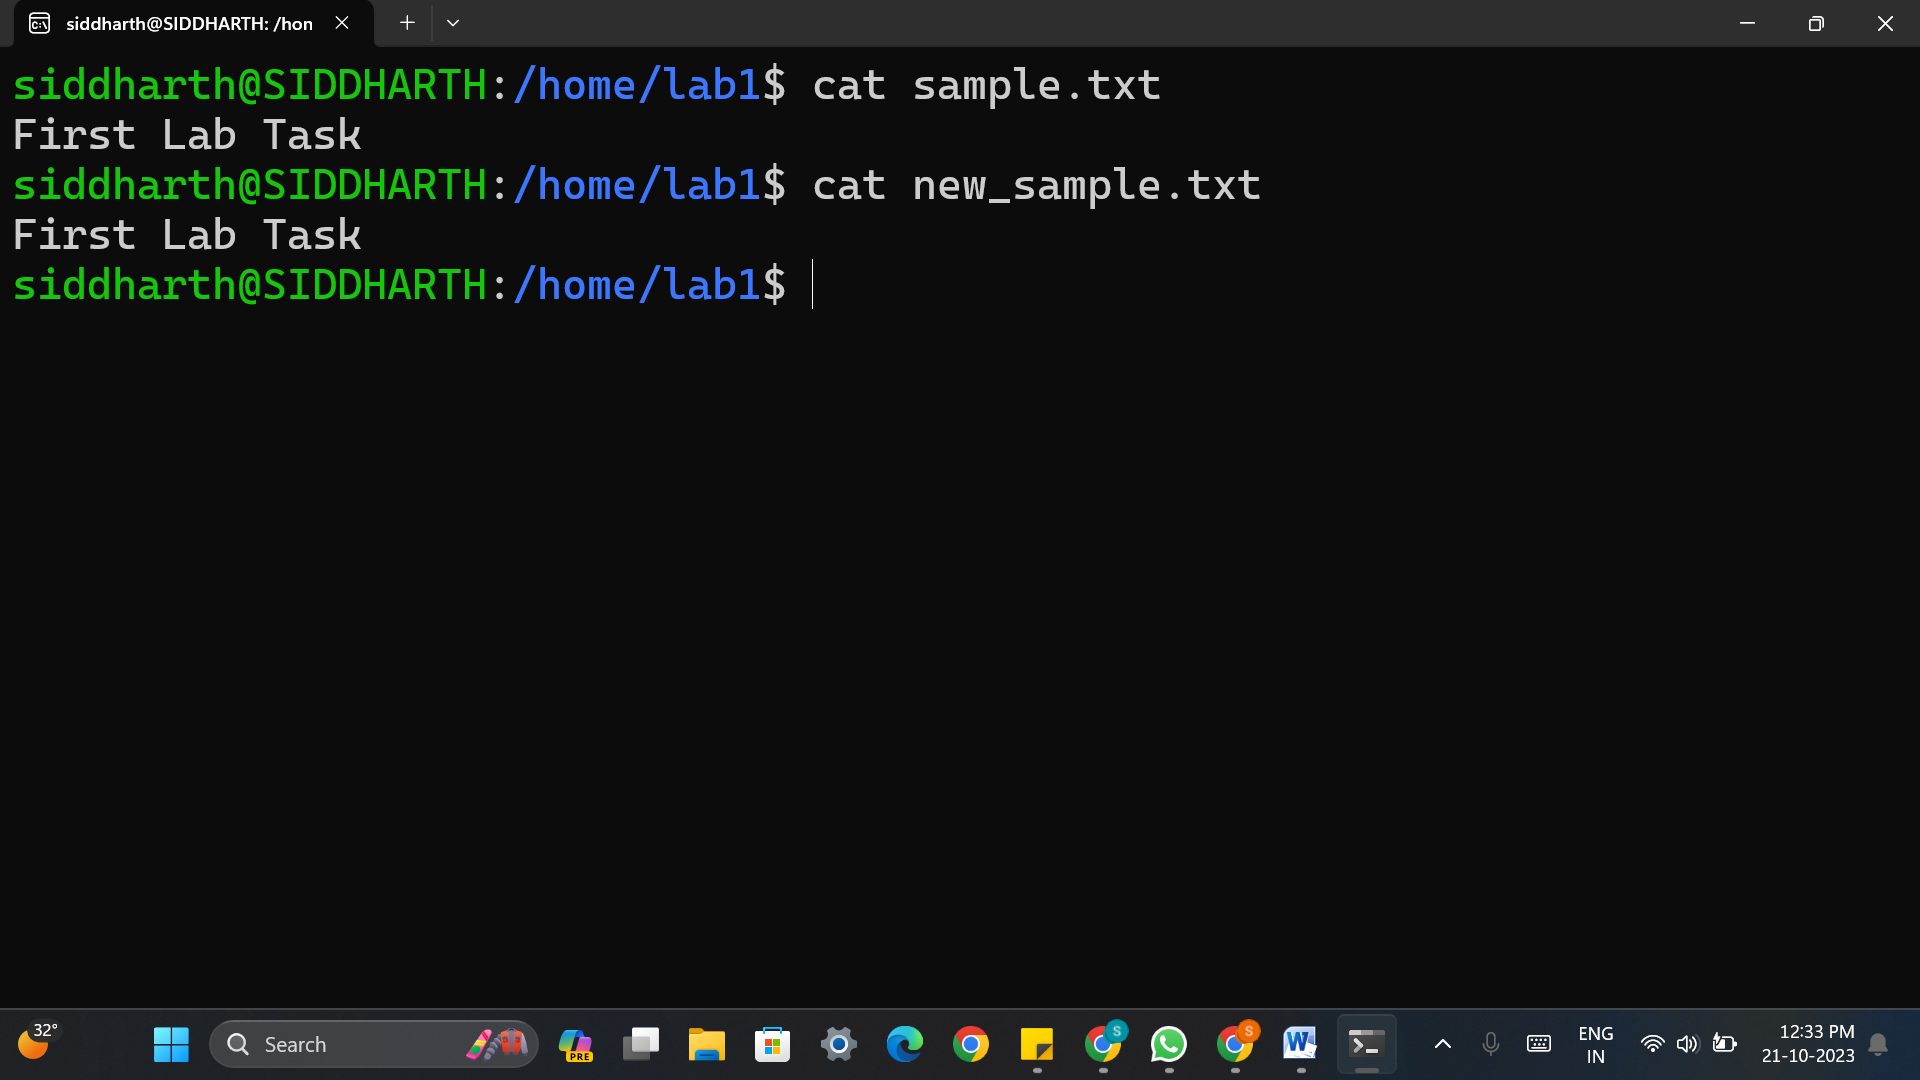 siddharth@SIDDHARTH: /hon
siddharth@SIDDHARTH:/home/lab1$ cat sample.txt
First Lab Task
siddharth@SIDDHARTH:/home/lab1$ cat new_sample.txt
First Lab Task
siddharth@SIDDHARTH:/home/lab1$
32°
Search
PRE
S
S
W
ENG
IN
12:33 PM
21-10-2023